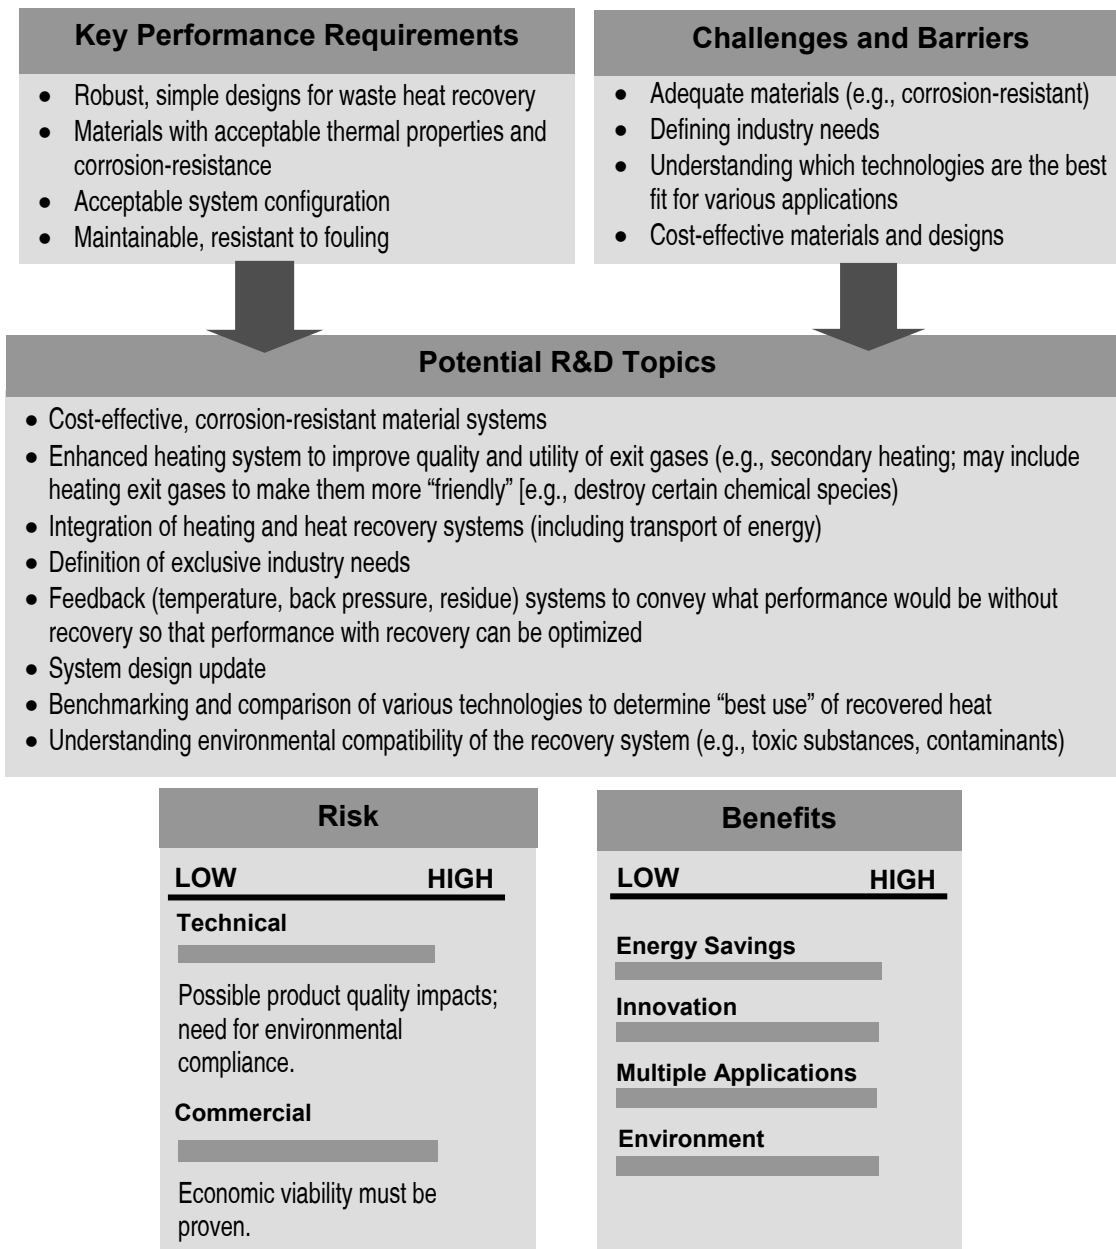 Key Performance Requirements
• Robust, simple designs for waste heat recovery
• Materials with acceptable thermal properties and
corrosion-resistance
• Acceptable system configuration
• Maintainable, resistant to fouling
Challenges and Barriers
• Adequate materials (e.g., corrosion-resistant)
• Defining industry needs
• Understanding which technologies are the best
fit for various applications
• Cost-effective materials and designs
Potential R&D Topics
• Cost-effective, corrosion-resistant material systems
• Enhanced heating system to improve quality and utility of exit gases (e.g., secondary heating; may include
heating exit gases to make them more “friendly” [e.g., destroy certain chemical species)
• Integration of heating and heat recovery systems (including transport of energy)
• Definition of exclusive industry needs
• Feedback (temperature, back pressure, residue) systems to convey what performance would be without
recovery so that performance with recovery can be optimized
• System design update
• Benchmarking and comparison of various technologies to determine “best use” of recovered heat
• Understanding environmental compatibility of the recovery system (e.g., toxic substances, contaminants)
Risk
LOW HIGH
Technical
Possible product quality impacts;
need for environmental
compliance.
Commercial
Economic viability must be
proven.
Benefits
LOW HIGH
Energy Savings
Innovation
Multiple Applications
Environment